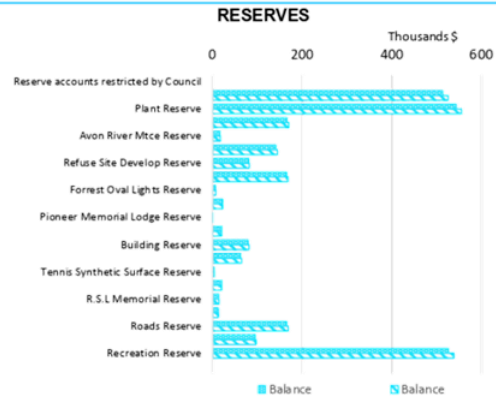 RESERVES
Thousands $
0 200 400 600
Reserve accounts restricted by Council
Plant Reserve
Avon River Mtce Reserve
Refuse Site Develop Reserve
Forrest Oval Lights Reserve
Pioneer Memorial Lodge Reserve
Building Reserve
Tennis Synthetic Surface Reserve
R.S.L Memorial Reserve
Roads Reserve
Recreation Reserve
Balance Balance